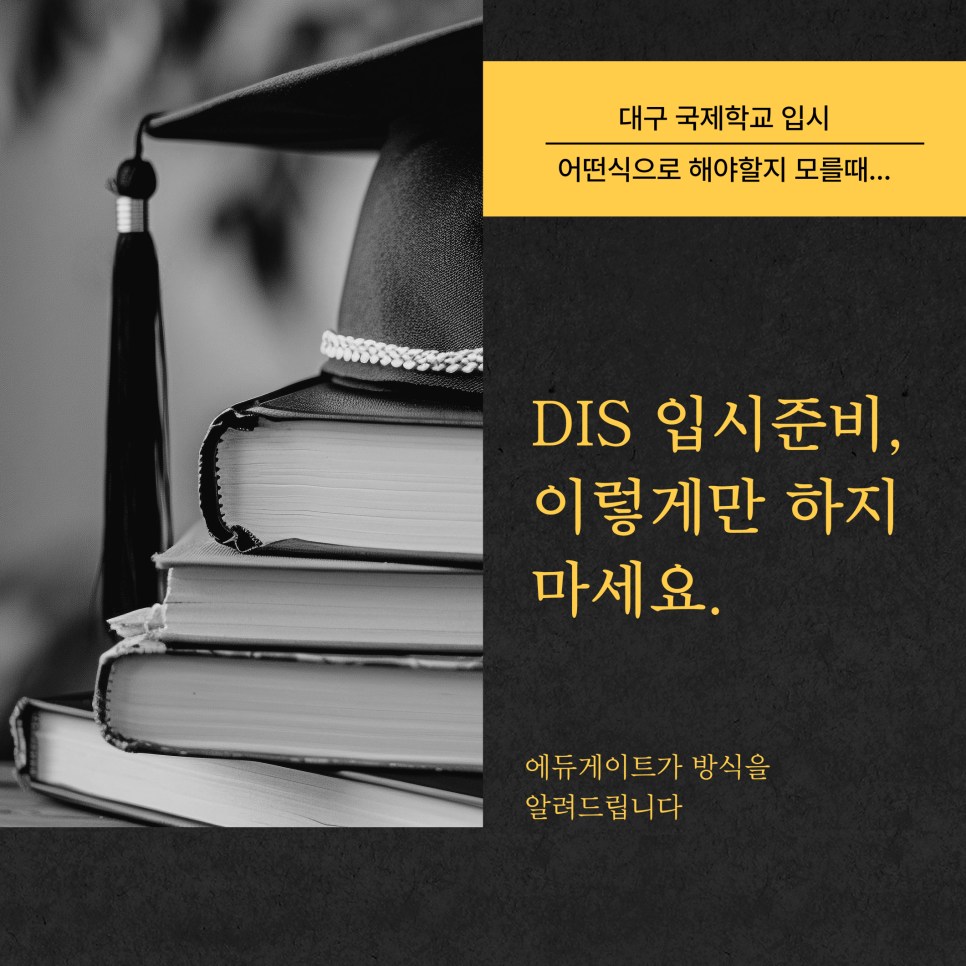 대구 국제학교 입시
어떤식으로 해야할지 모를때...
DIS 입시준비,
이렇게만 하지
마세요.
에듀게이트가 방식을
알려드립니다